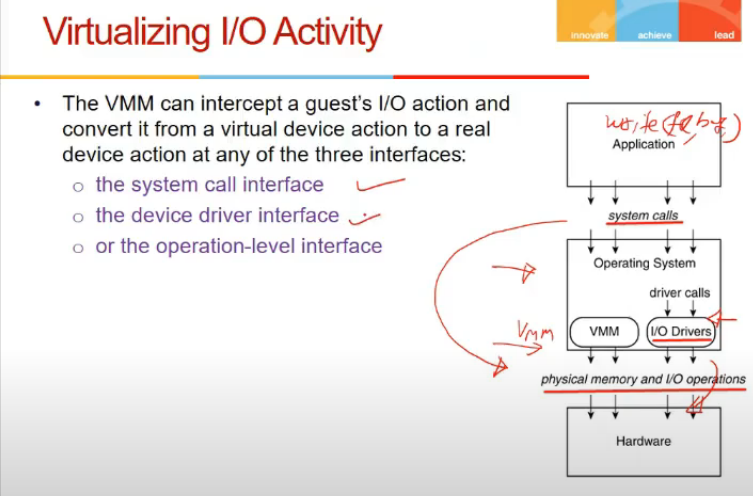 Virtualizing I/O Activity
innovate achieve lead
• The VMM can intercept a guest's I/O action and
convert it from a virtual device action to a real
device action at any of the three interfaces:
o the system call interface
o the device driver interface
o or the operation-level interface
write(fd,buf)
Application
system calls
Operating System
driver calls
VMM
VMM
I/O Drivers
physical memory and I/O operations
Hardware